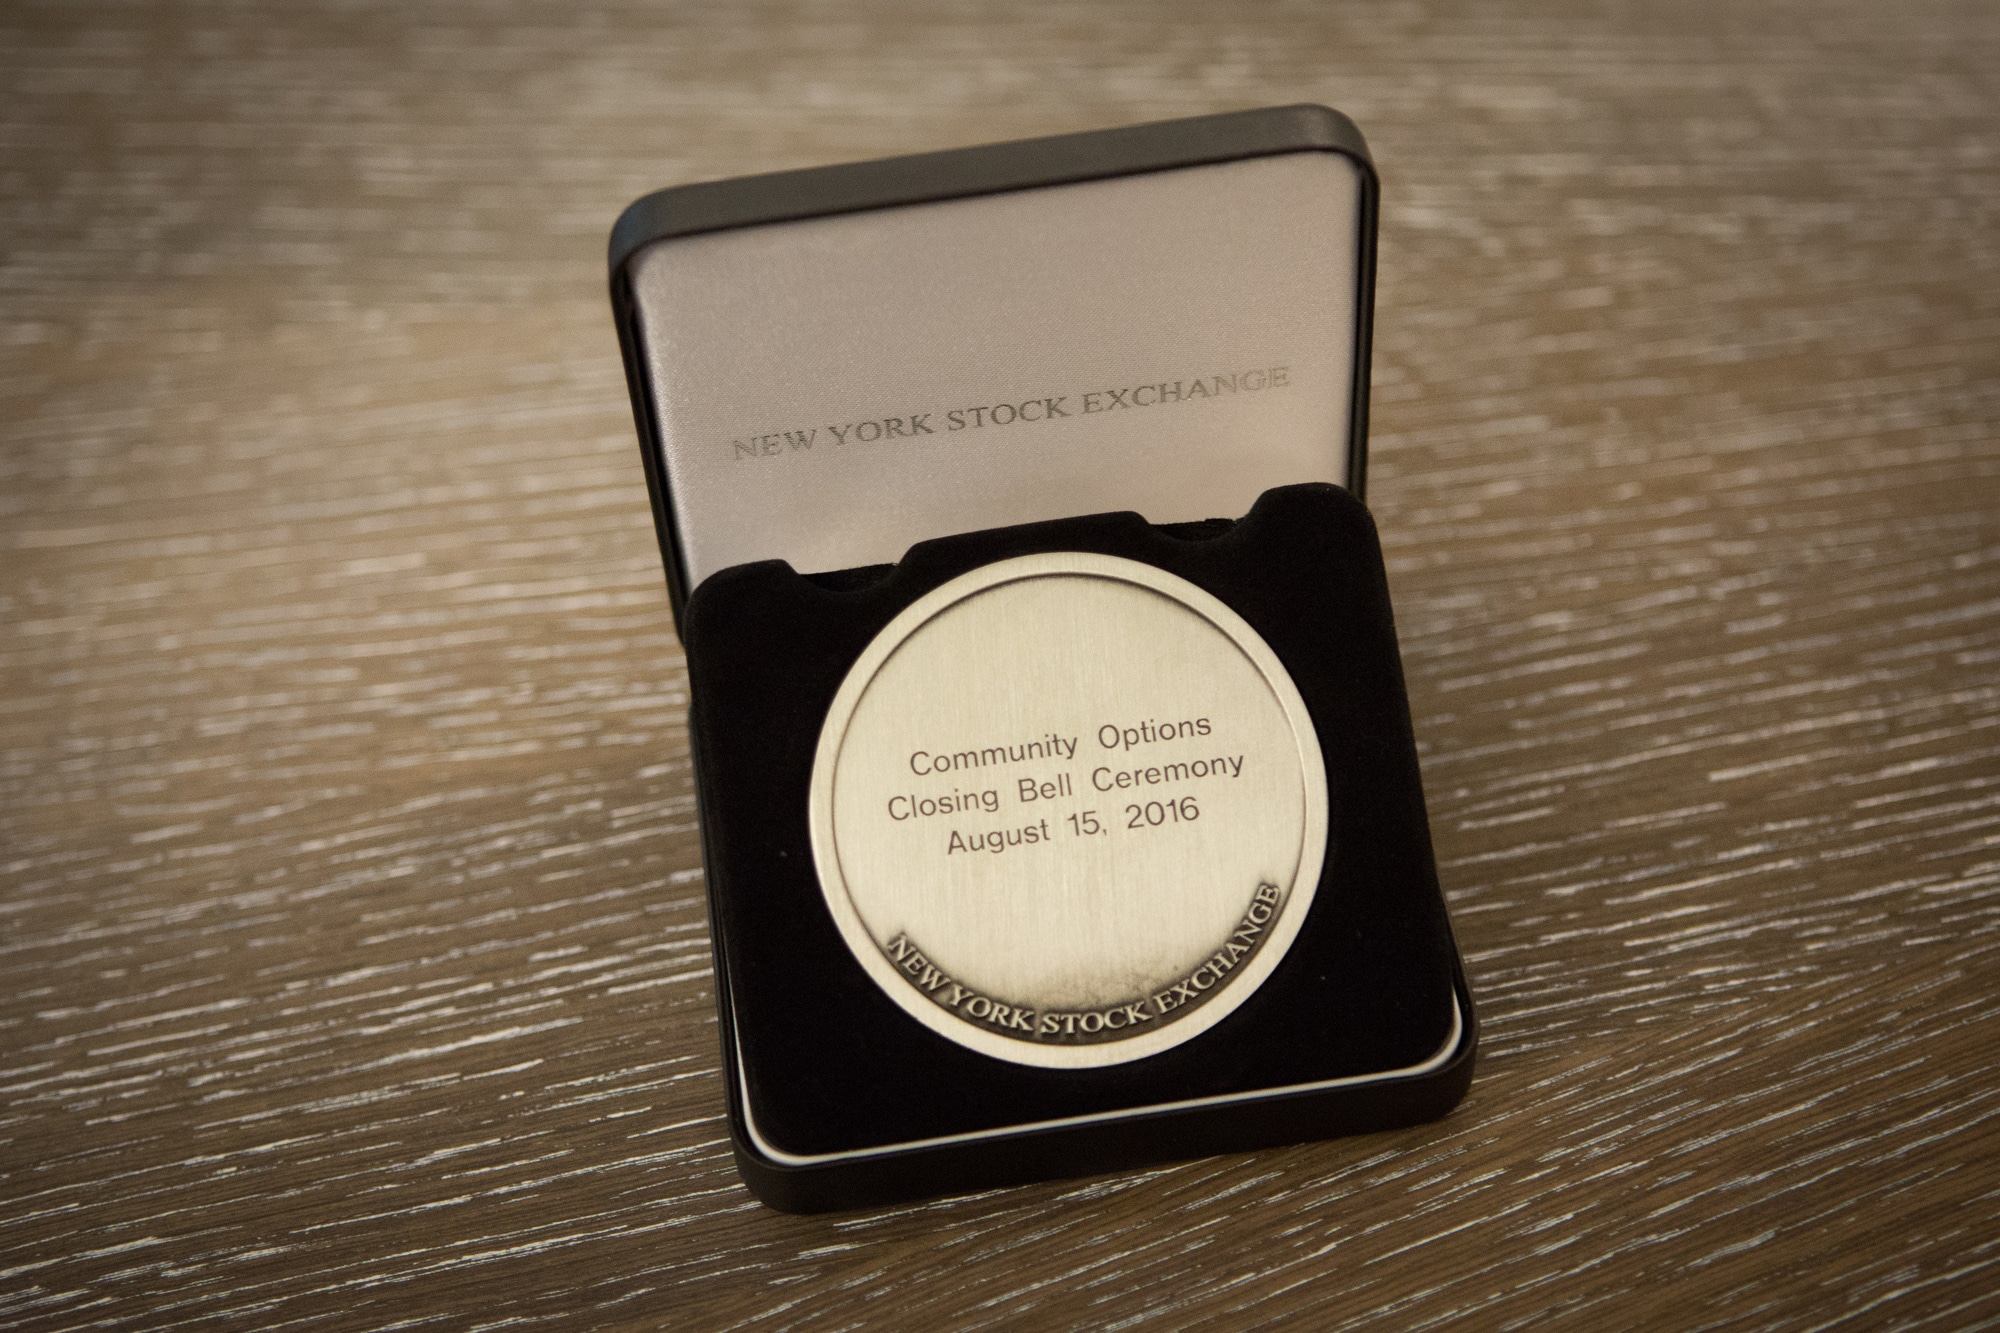 NEW YORK STOCK EXCHANGE
Community Options
Closing Bell Ceremony
August 15, 2016
NEW YORK STOCK EXCHANGE